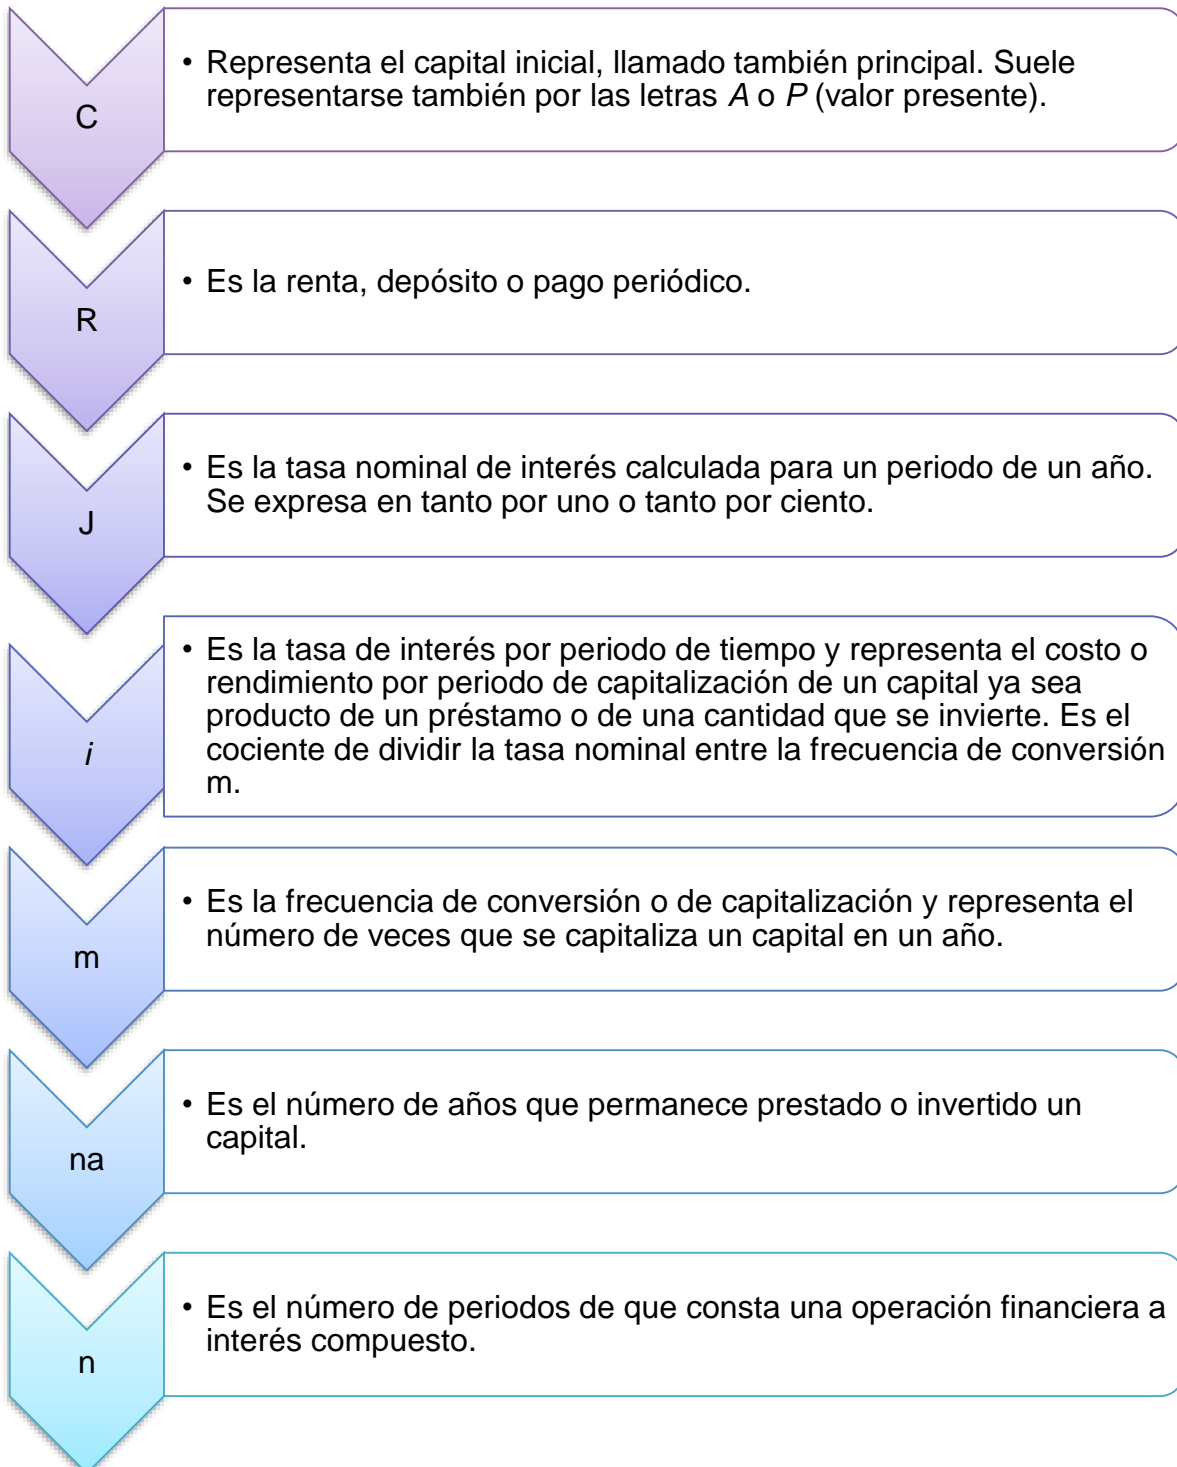 C
• Representa el capital inicial, llamado también principal. Suele
representarse también por las letras A o P (valor presente).
R
• Es la renta, depósito o pago periódico.
J
• Es la tasa nominal de interés calculada para un periodo de un año.
Se expresa en tanto por uno o tanto por ciento.
i
• Es la tasa de interés por periodo de tiempo y representa el costo o
rendimiento por periodo de capitalización de un capital ya sea
producto de un préstamo o de una cantidad que se invierte. Es el
cociente de dividir la tasa nominal entre la frecuencia de conversión
m.
m
• Es la frecuencia de conversión o de capitalización y representa el
número de veces que se capitaliza un capital en un año.
na
• Es el número de años que permanece prestado o invertido un
capital.
n
• Es el número de periodos de que consta una operación financiera a
interés compuesto.